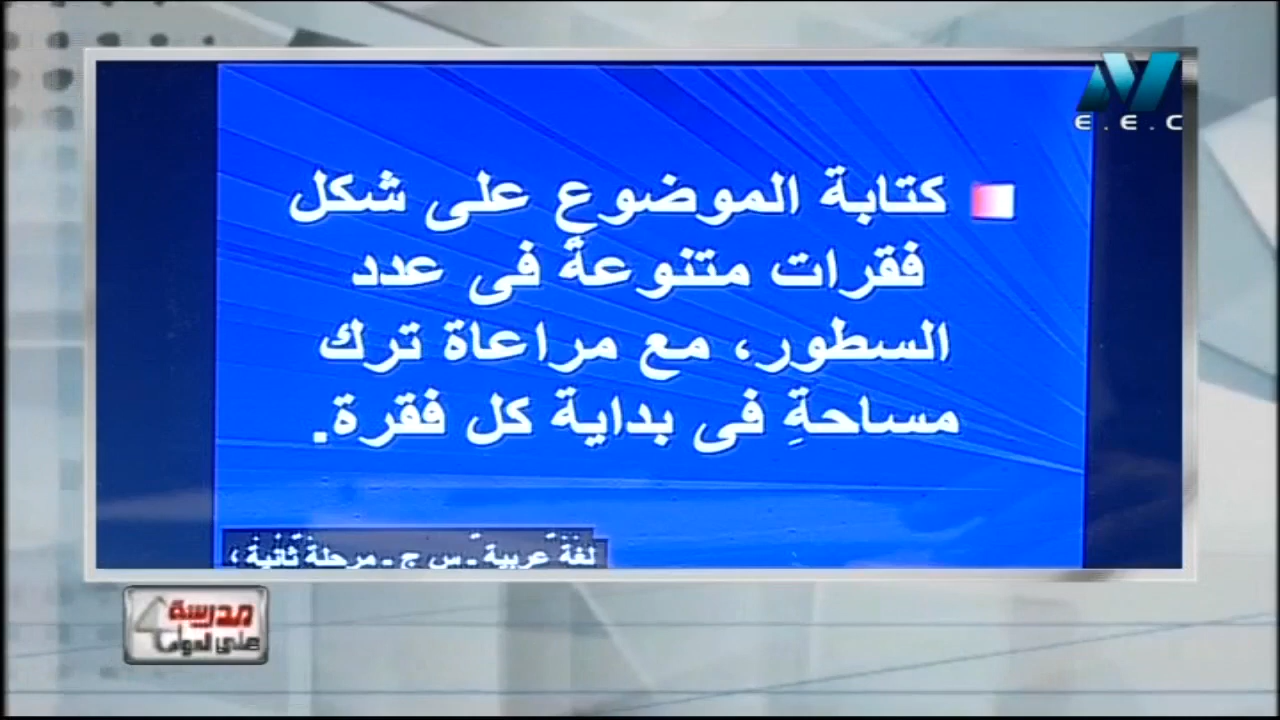 E.E.C
كتابة الموضوعِ على شكل
فقرات متنوعةً فى عدد
السطور، مع مراعاة ترك
مساحةِ فى بداية كل فقرة.
لغة عربية - س ج - مرحلة ثانية
مدرسة
على الهواء